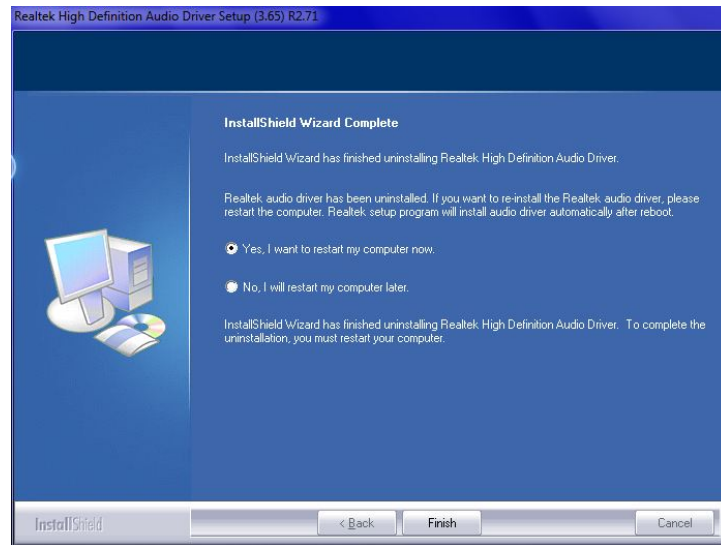 Realtek High Definition Audio Driver Setup (3.65) R2.71
InstallShield Wizard Complete
InstallShield Wizard has finished uninstalling Realtek High Definition Audio Driver.
Realtek audio driver has been uninstalled. If you want to re-install the Realtek audio driver, please
restart the computer. Realtek setup program will install audio driver automatically after reboot.
Yes, I want to restart my computer now.
No, I will restart my computer later.
InstallShield Wizard has finished uninstalling Realtek High Definition Audio Driver. To complete the
uninstallation, you must restart your computer.
InstallShield
< Back
Finish
Cancel